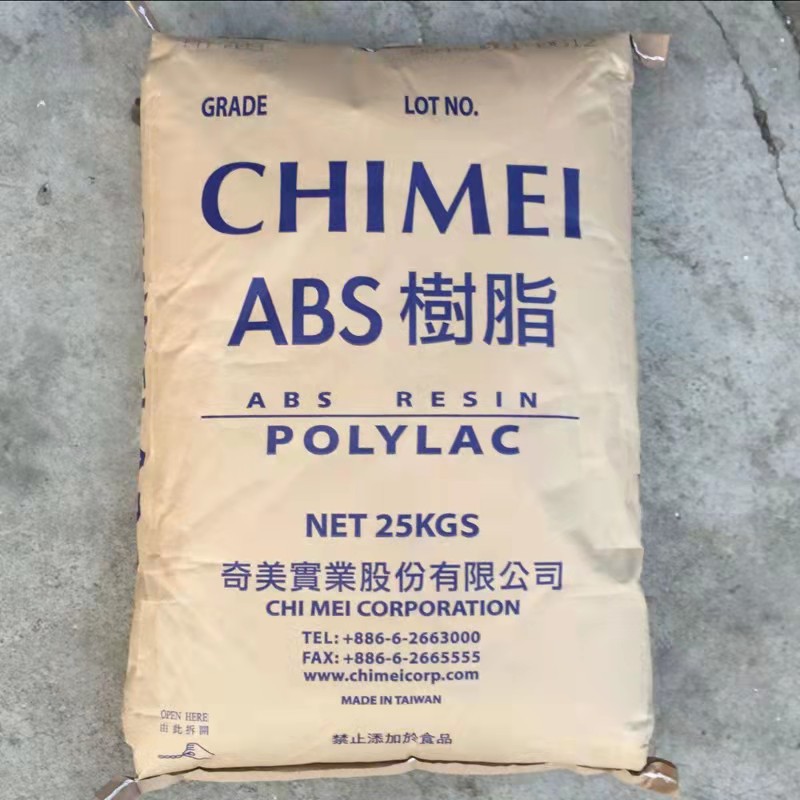 GRADE LOT NO.
CHIMEI
ABS 樹脂
ABS RESIN
POLYLAC
NET 25KGS
奇美實業股份有限公司
CHI MEI CORPORATION
TEL: +886-6-2663000
FAX: +886-6-2665555
www.chimeicorp.com
MADE IN TAIWAN
OPEN HERE
由此拆開
禁止添加於食品